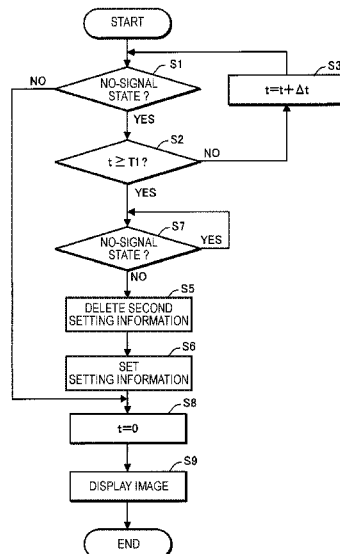 START
S1
S3
NO
NO-SIGNAL
STATE ?
t=t+Δt
YES
S2
t ≥ T1?
NO
YES
S7
NO-SIGNAL
STATE ?
YES
NO
S5
DELETE SECOND
SETTING INFORMATION
S6
SET
SETTING INFORMATION
S8
t=0
S9
DISPLAY IMAGE
END